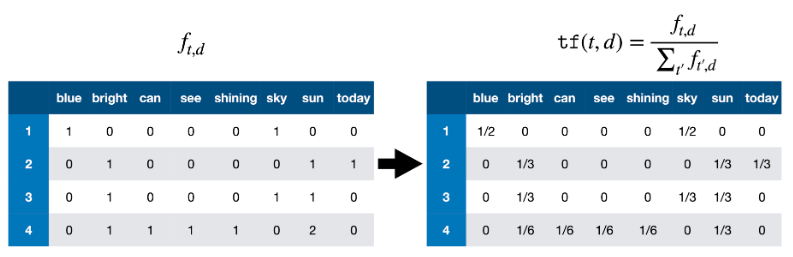 f_{t,d}
tf(t, d) = f_{t,d} / ∑_{t'} f_{t',d}
blue bright can see shining sky sun today
1 1 0 0 0 0 1 0 0
2 0 1 0 0 0 0 1 1
3 0 1 0 0 0 1 1 0
4 0 1 1 1 1 0 2 0
blue bright can see shining sky sun today
1 1/2 0 0 0 0 1/2 0 0
2 0 1/3 0 0 0 0 1/3 1/3
3 0 1/3 0 0 0 1/3 1/3 0
4 0 1/6 1/6 1/6 1/6 0 1/3 0